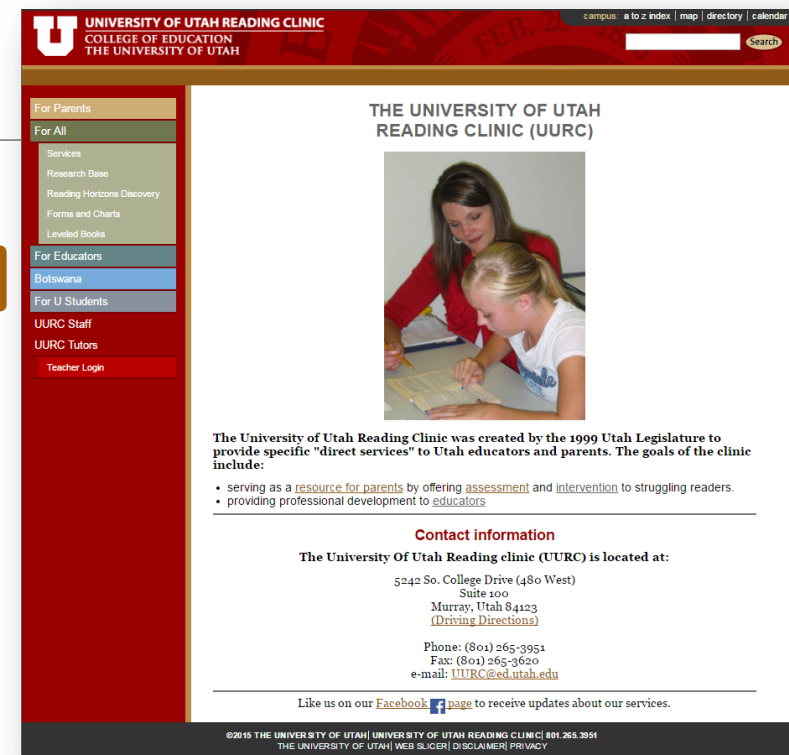 UNIVERSITY OF UTAH READING CLINIC
COLLEGE OF EDUCATION
THE UNIVERSITY OF UTAH
campus: a to z index | map | directory | calendar
Search
For Parents
For All
Services
Research Base
Reading Horizons Discovery
Forms and Charts
Leveled Books
For Educators
Botswana
For U Students
UURC Staff
UURC Tutors
Teacher Login
THE UNIVERSITY OF UTAH
READING CLINIC (UURC)
The University of Utah Reading Clinic was created by the 1999 Utah Legislature to
provide specific "direct services" to Utah educators and parents. The goals of the clinic
include:
• serving as a resource for parents by offering assessment and intervention to struggling readers.
• providing professional development to educators
Contact information
The University Of Utah Reading clinic (UURC) is located at:
5242 So. College Drive (480 West)
Suite 100
Murray, Utah 84123
(Driving Directions)
Phone: (801) 265-3951
Fax: (801) 265-3620
e-mail: UURC@ed.utah.edu
Like us on our Facebook page to receive updates about our services.
©2015 THE UNIVERSITY OF UTAH| UNIVERSITY OF UTAH READING CLINIC| 801.265.3951
THE UNIVERSITY OF UTAH| WEB SLICER| DISCLAIMER| PRIVACY